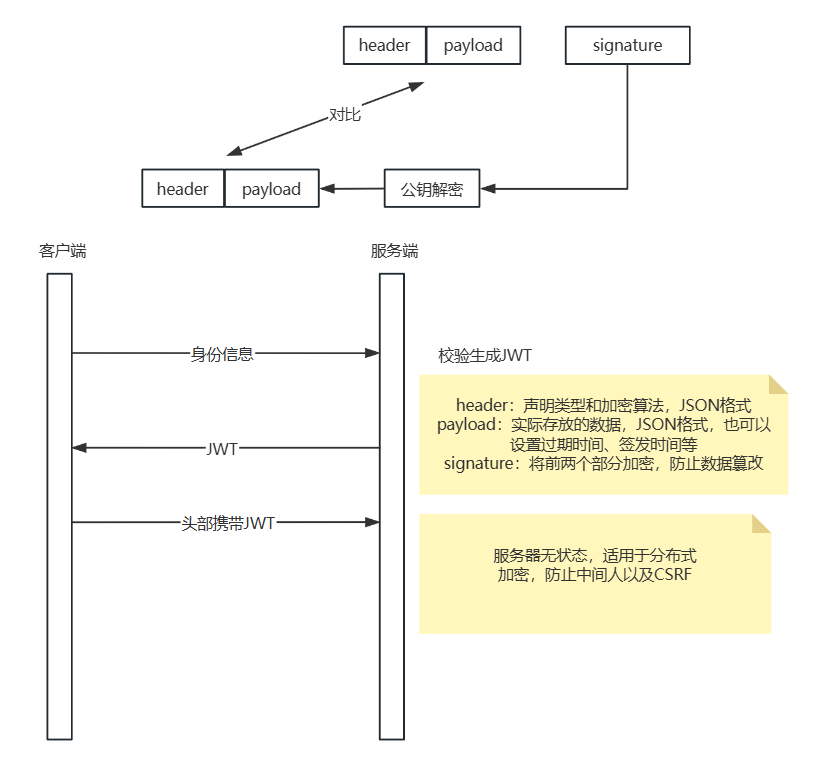 header
payload
signature
对比
header
payload
公钥解密
客户端
服务端
身份信息
校验生成JWT
header：声明类型和加密算法，JSON格式
payload：实际存放的数据，JSON格式，也可以
设置过期时间、签发时间等
signature：将前两个部分加密，防止数据篡改
JWT
头部携带JWT
服务器无状态，适用于分布式
加密，防止中间人以及CSRF